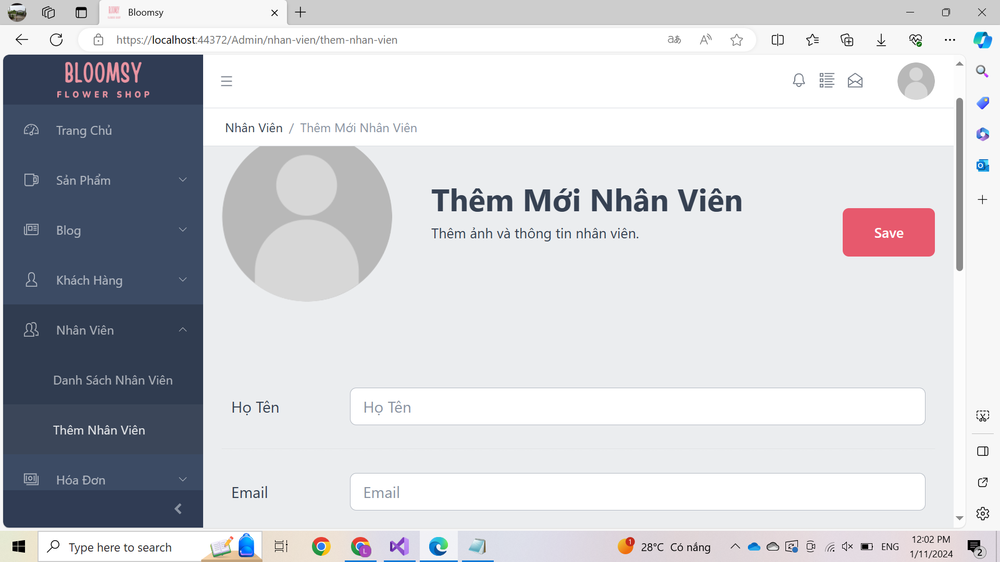 Bloomsy
https://localhost:44372/Admin/nhan-vien/them-nhan-vien
BLOOMSY
FLOWER SHOP
Trang Chủ
Sản Phẩm
Blog
Khách Hàng
Nhân Viên
Danh Sách Nhân Viên
Thêm Nhân Viên
Hóa Đơn
Nhân Viên / Thêm Mới Nhân Viên
Thêm Mới Nhân Viên
Thêm ảnh và thông tin nhân viên.
Save
Họ Tên
Họ Tên
Email
Email
Type here to search
L
1
28°C Có nắng
ENG
12:02 PM
1/11/2024
2